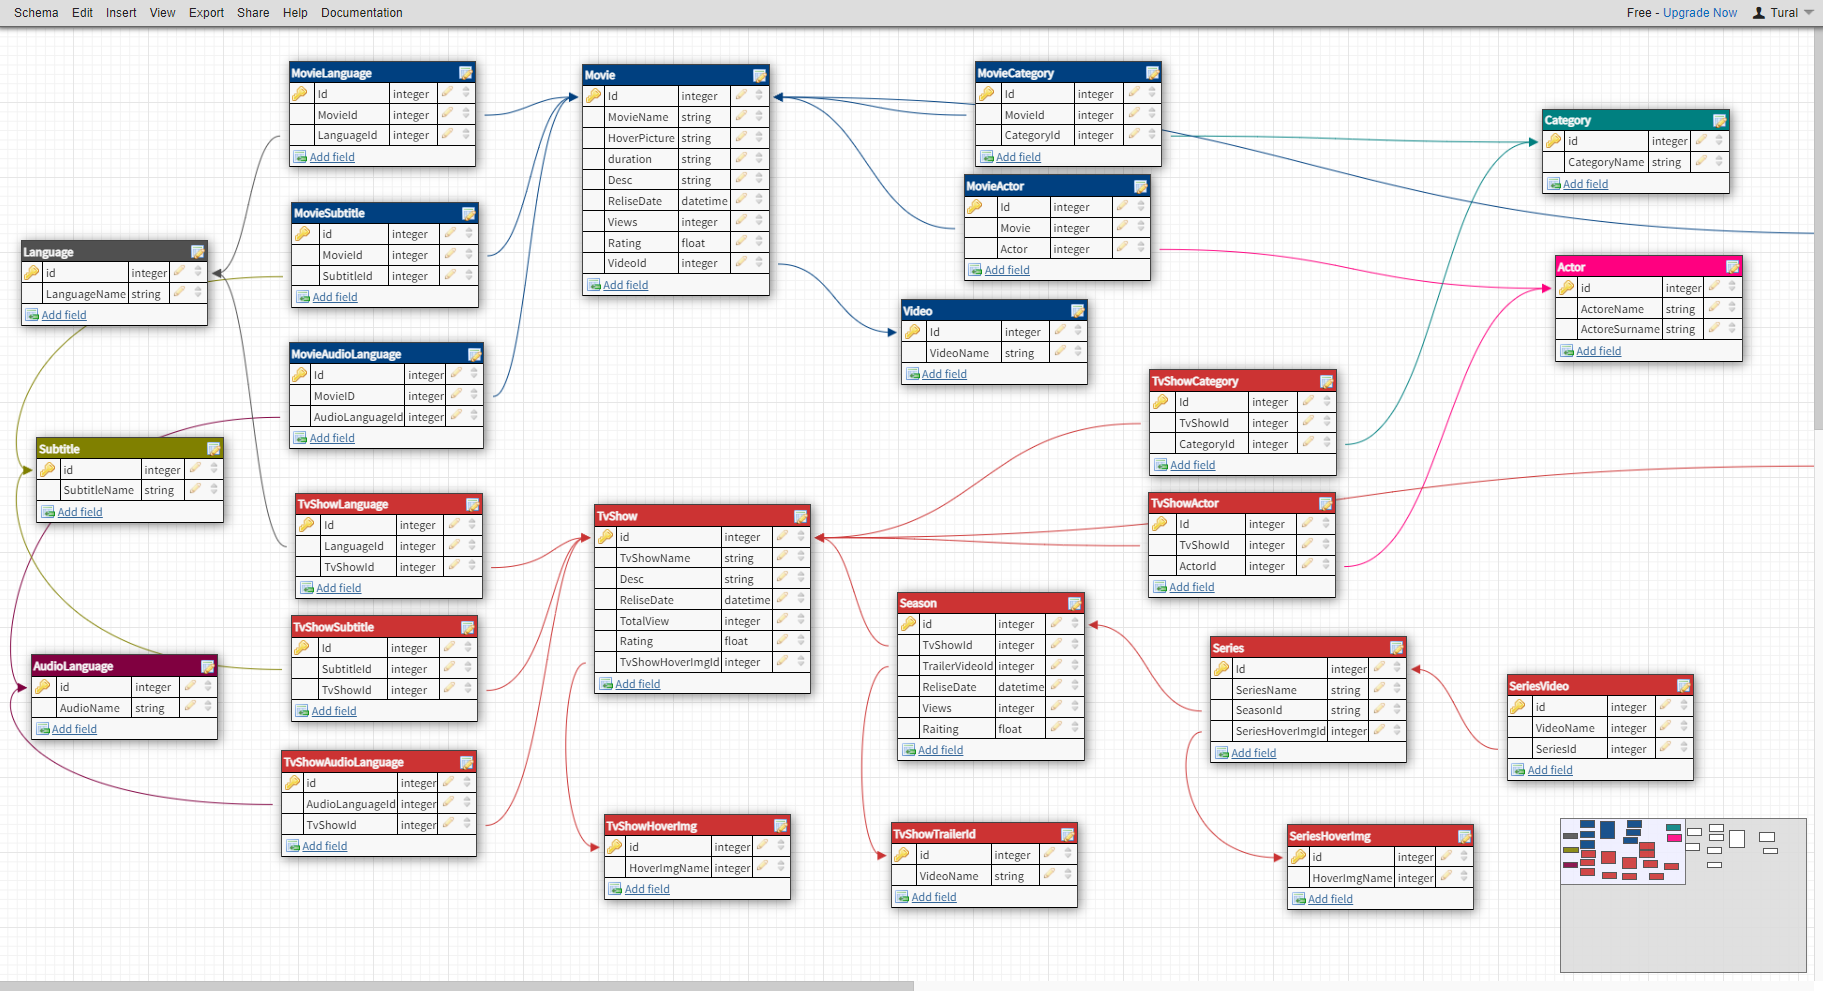 Schema Edit Insert View Export Share Help Documentation
Free - Upgrade Now Tural
MovieLanguage
Id integer
MovieId integer
LanguageId integer
Add field
MovieSubtitle
id integer
MovieId integer
SubtitleId integer
Add field
Language
id integer
LanguageName string
Add field
MovieAudioLanguage
Id integer
MovieID integer
AudioLanguageId integer
Add field
Subtitle
id integer
SubtitleName string
Add field
TvShowLanguage
Id integer
LanguageId integer
TvShowId integer
Add field
TvShowSubtitle
Id integer
SubtitleId integer
TvShowId integer
Add field
AudioLanguage
id integer
AudioName string
Add field
TvShowAudioLanguage
id integer
AudioLanguageId integer
TvShowId integer
Add field
Movie
Id integer
MovieName string
HoverPicture string
duration string
Desc string
ReliseDate datetime
Views integer
Rating float
VideoId integer
Add field
TvShow
id integer
TvShowName string
Desc string
ReliseDate datetime
TotalView integer
Rating float
TvShowHoverImgId integer
Add field
TvShowHoverImg
id integer
HoverImgName integer
Add field
MovieCategory
Id integer
MovieId integer
CategoryId integer
Add field
MovieActor
Id integer
Movie integer
Actor integer
Add field
Video
Id integer
VideoName string
Add field
Category
id integer
CategoryName string
Add field
Actor
id integer
ActoreName string
ActoreSurname string
Add field
TvShowCategory
Id integer
TvShowId integer
CategoryId integer
Add field
TvShowActor
Id integer
TvShowId integer
ActorId integer
Add field
Season
id integer
TvShowId integer
TrailerVideoId integer
ReliseDate datetime
Views integer
Raiting float
Add field
Series
Id integer
SeriesName string
SeasonId string
SeriesHoverImgId integer
Add field
SeriesVideo
id integer
VideoName integer
SeriesId integer
Add field
TvShowTrailerId
id integer
VideoName string
Add field
SeriesHoverImg
id integer
HoverImgName integer
Add field